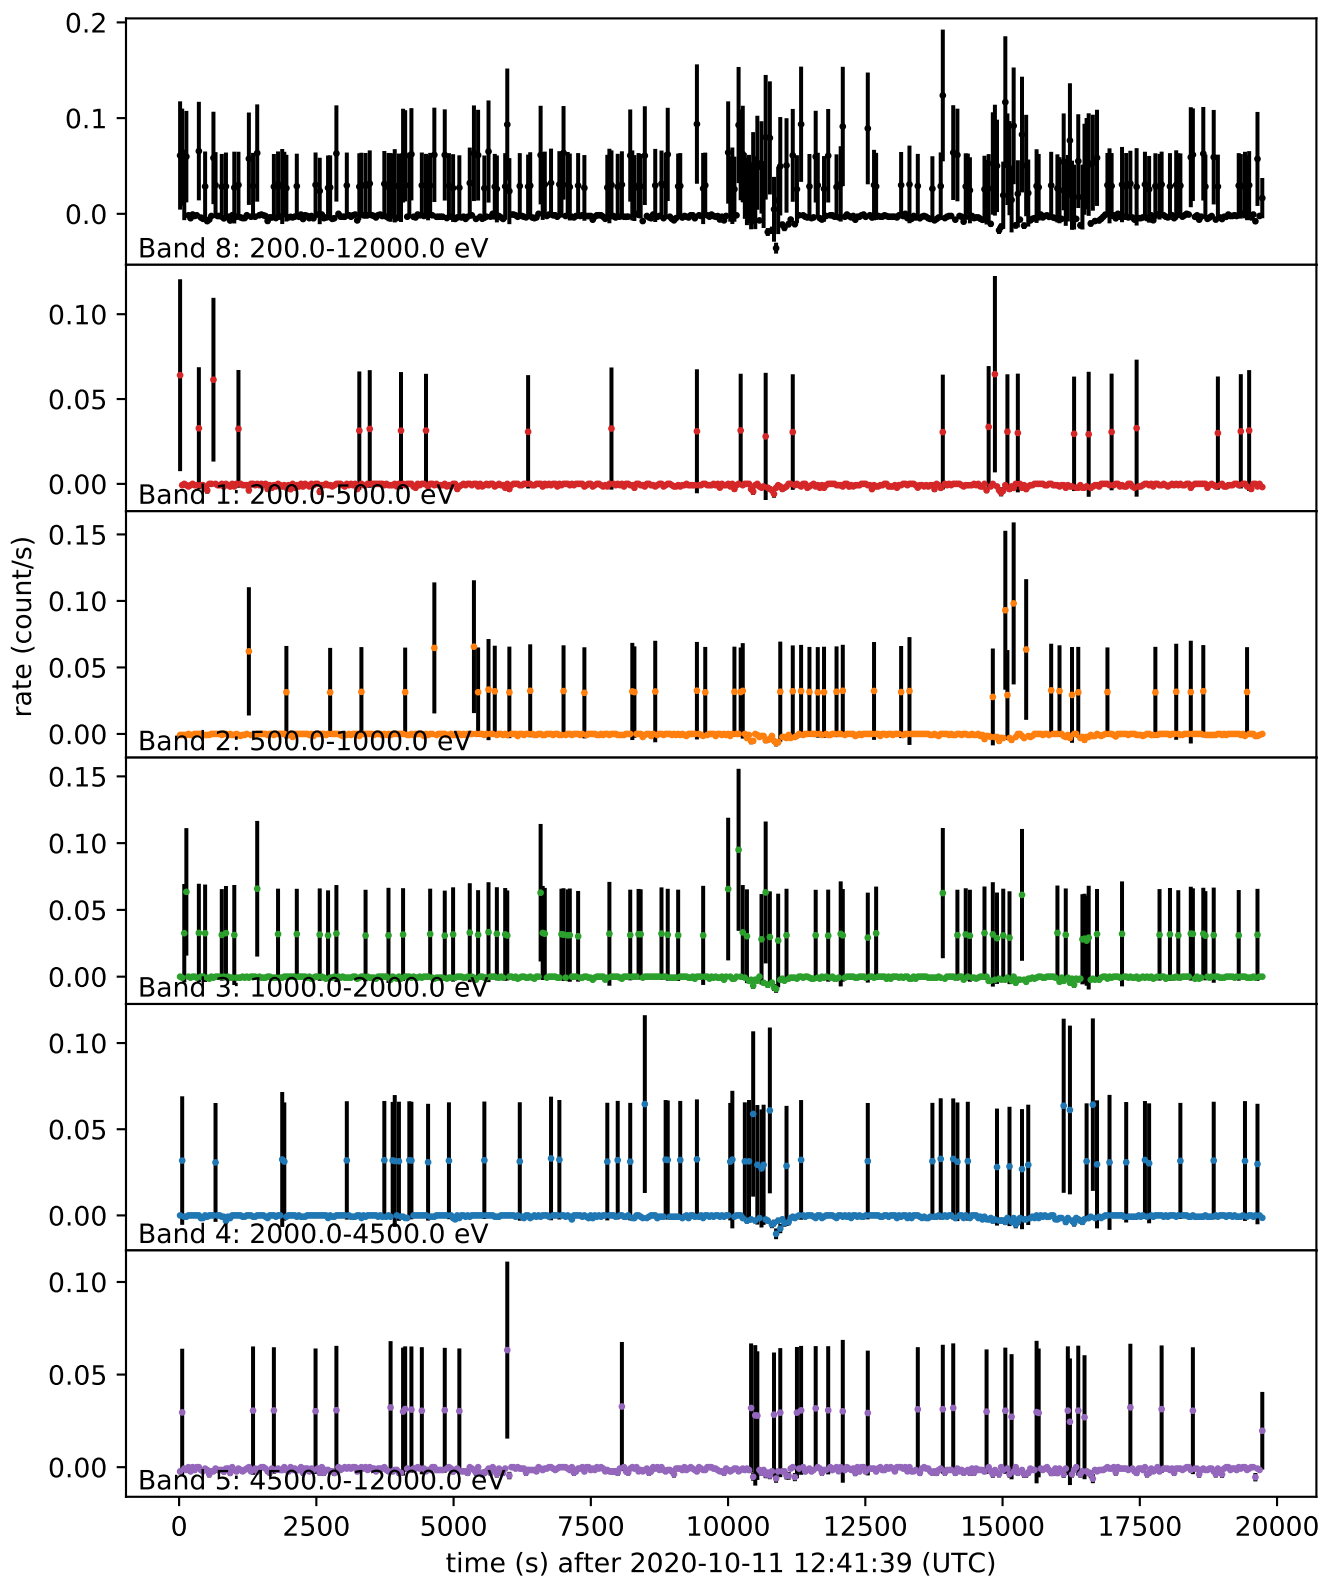 0.2
0.1
0.0
Band 8: 200.0-12000.0 eV
0.10
0.05
0.00
Band 1: 200.0-500.0 eV
0.15
0.10
0.05
0.00
Band 2: 500.0-1000.0 eV
rate (count/s)
0.15
0.10
0.05
0.00
Band 3: 1000.0-2000.0 eV
0.10
0.05
0.00
Band 4: 2000.0-4500.0 eV
0.10
0.05
0.00
Band 5: 4500.0-12000.0 eV
0 2500 5000 7500 10000 12500 15000 17500 20000
time (s) after 2020-10-11 12:41:39 (UTC)